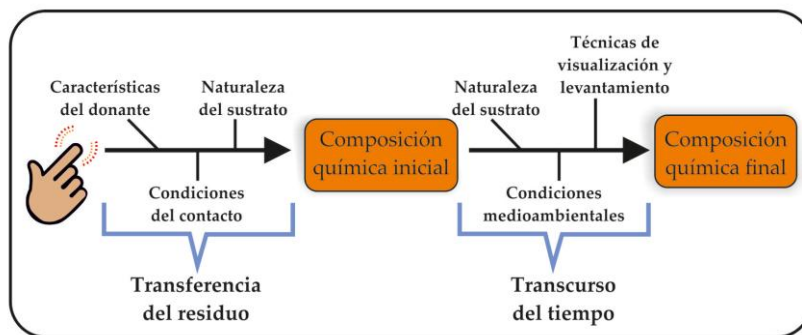 Características
del donante
Naturaleza
del sustrato
Condiciones
del contacto
Transferencia
del residuo
Composición
química inicial
Naturaleza
del sustrato
Técnicas de
visualización y
levantamiento
Condiciones
medioambientales
Transcurso
del tiempo
Composición
química final